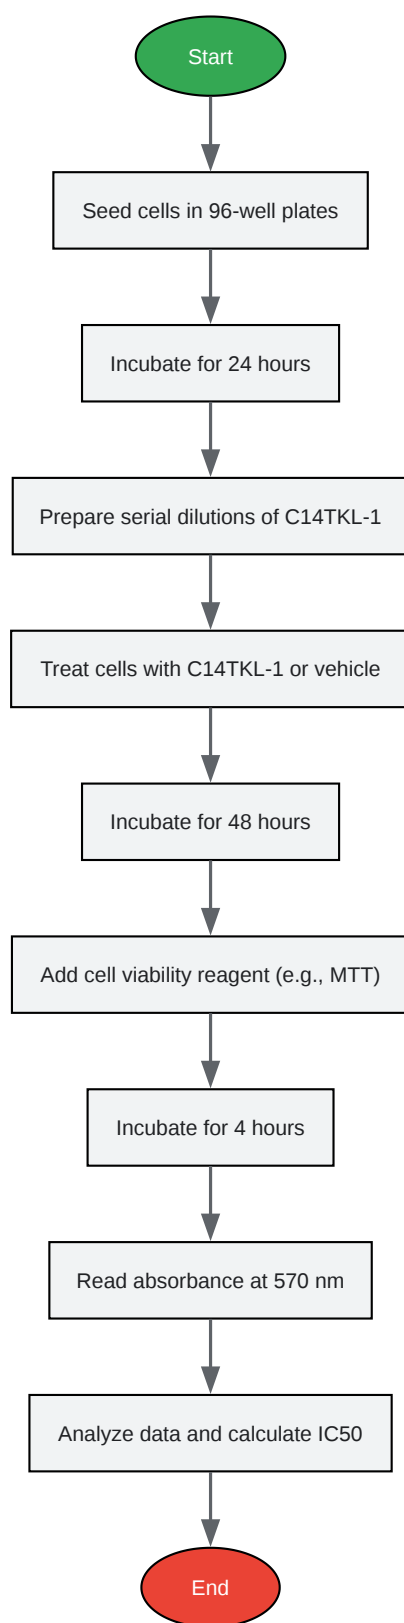 Start
Seed cells in 96-well plates
Incubate for 24 hours
Prepare serial dilutions of C14TKL-1
Treat cells with C14TKL-1 or vehicle
Incubate for 48 hours
Add cell viability reagent (e.g., MTT)
Incubate for 4 hours
Read absorbance at 570 nm
Analyze data and calculate IC50
End